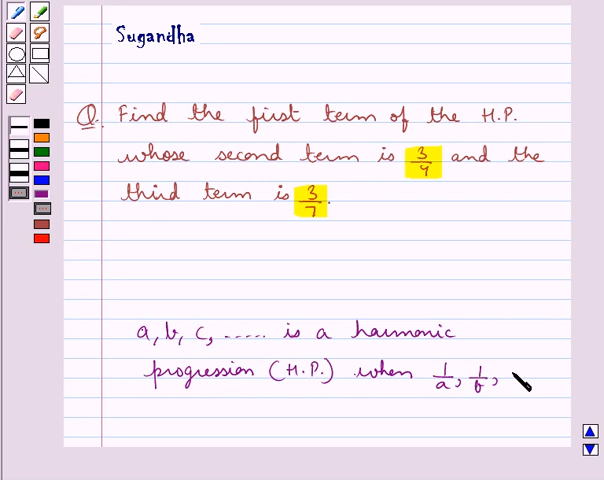 Sugandha
Q. Find the first term of the H.P.
whose second term is 3/4 and the
third term is 3/7.
a, b, c, ..... is a harmonic
progression (H.P.) when 1/a, 1/b,